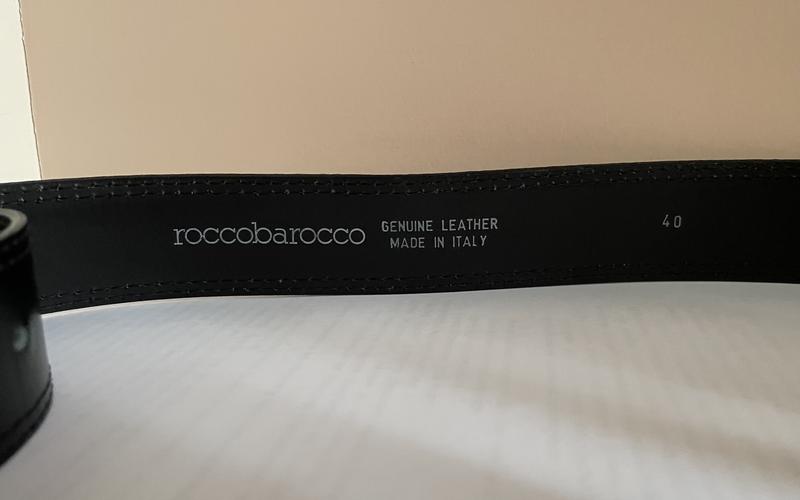 roccobarocco
GENUINE LEATHER
MADE IN ITALY
40